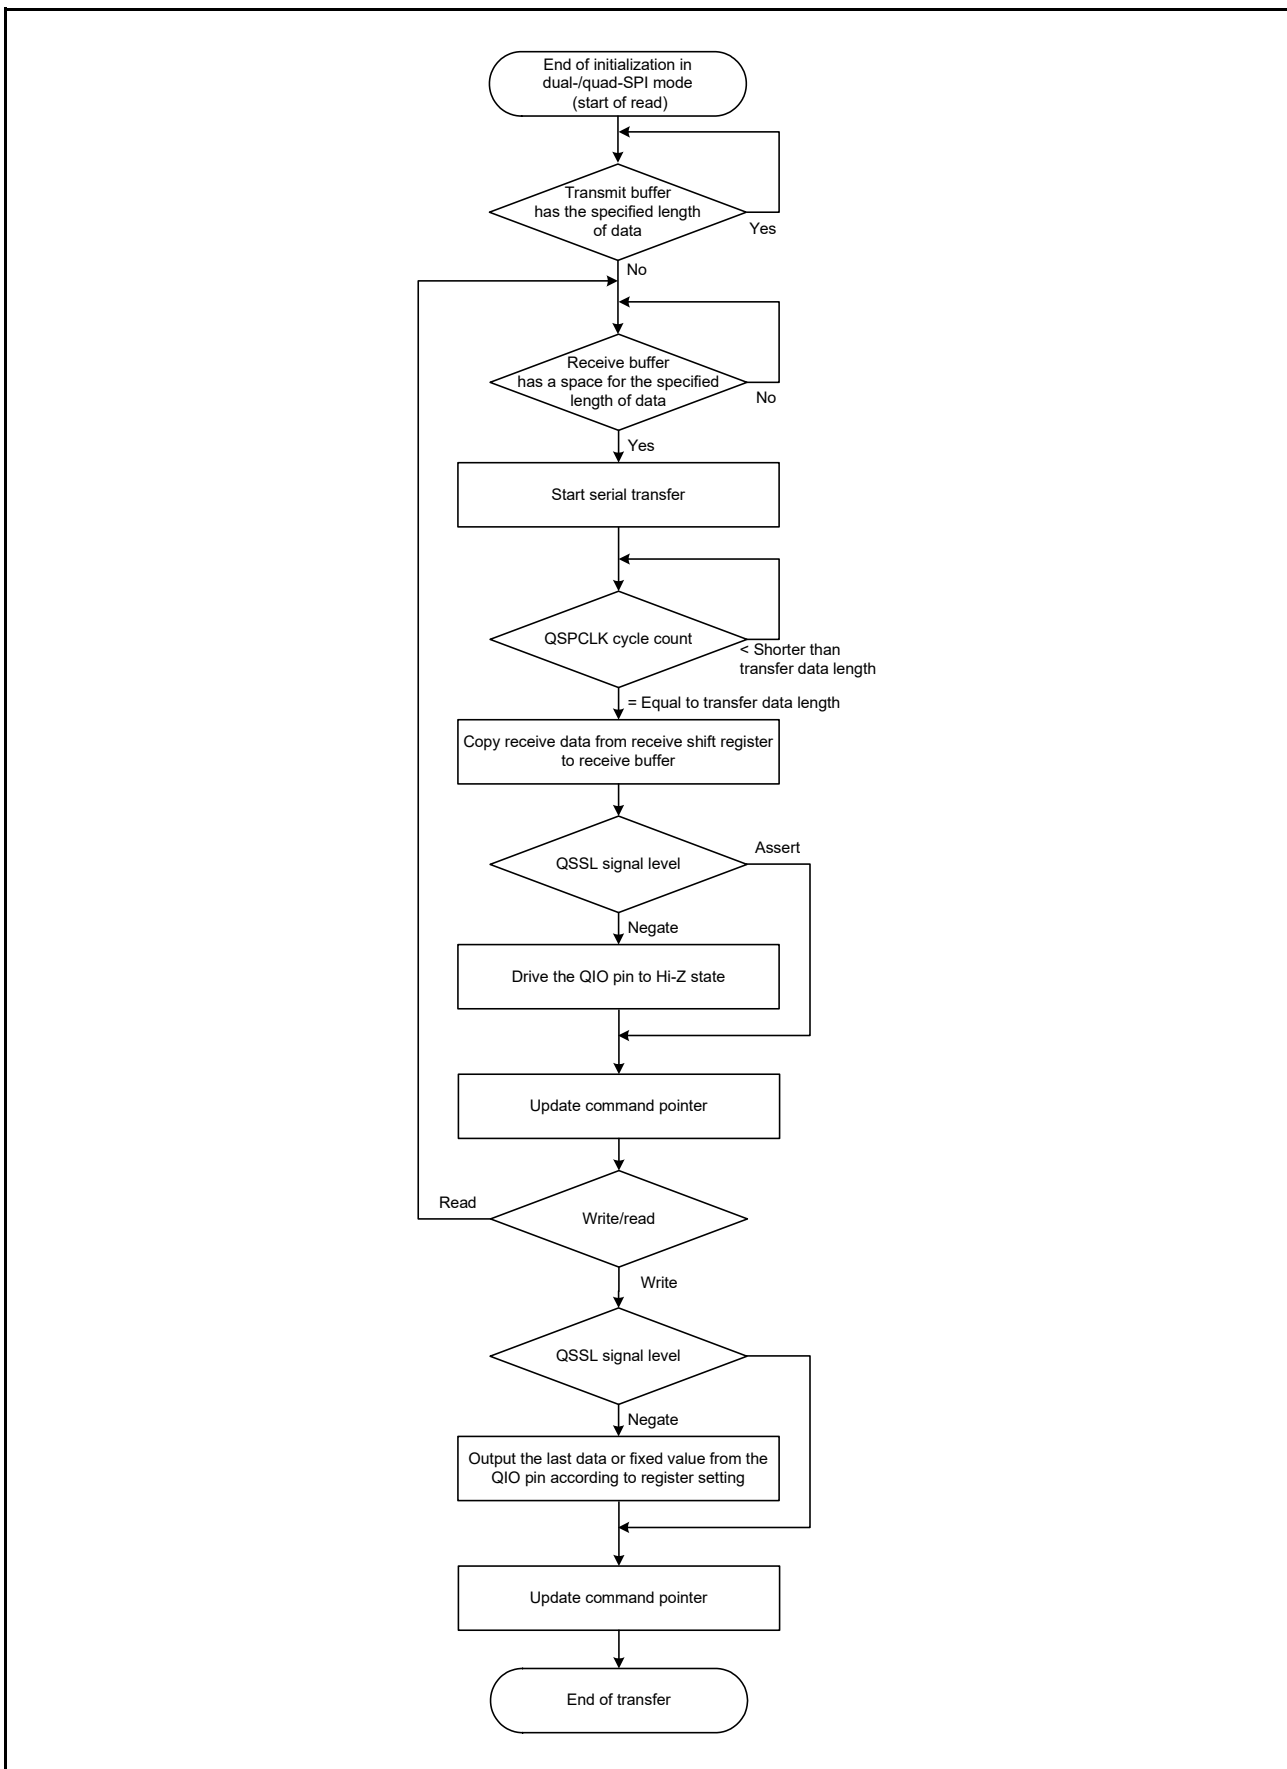 End of initialization in
dual-/quad-SPI mode
(start of read)
Transmit buffer
has the specified length
of data
Yes
No
Receive buffer
has a space for the specified
length of data
No
Yes
Start serial transfer
QSPCLK cycle count
< Shorter than
transfer data length
= Equal to transfer data length
Copy receive data from receive shift register
to receive buffer
Assert
QSSL signal level
Negate
Drive the QIO pin to Hi-Z state
Update command pointer
Read
Write/read
Write
QSSL signal level
Negate
Output the last data or fixed value from the
QIO pin according to register setting
Update command pointer
End of transfer